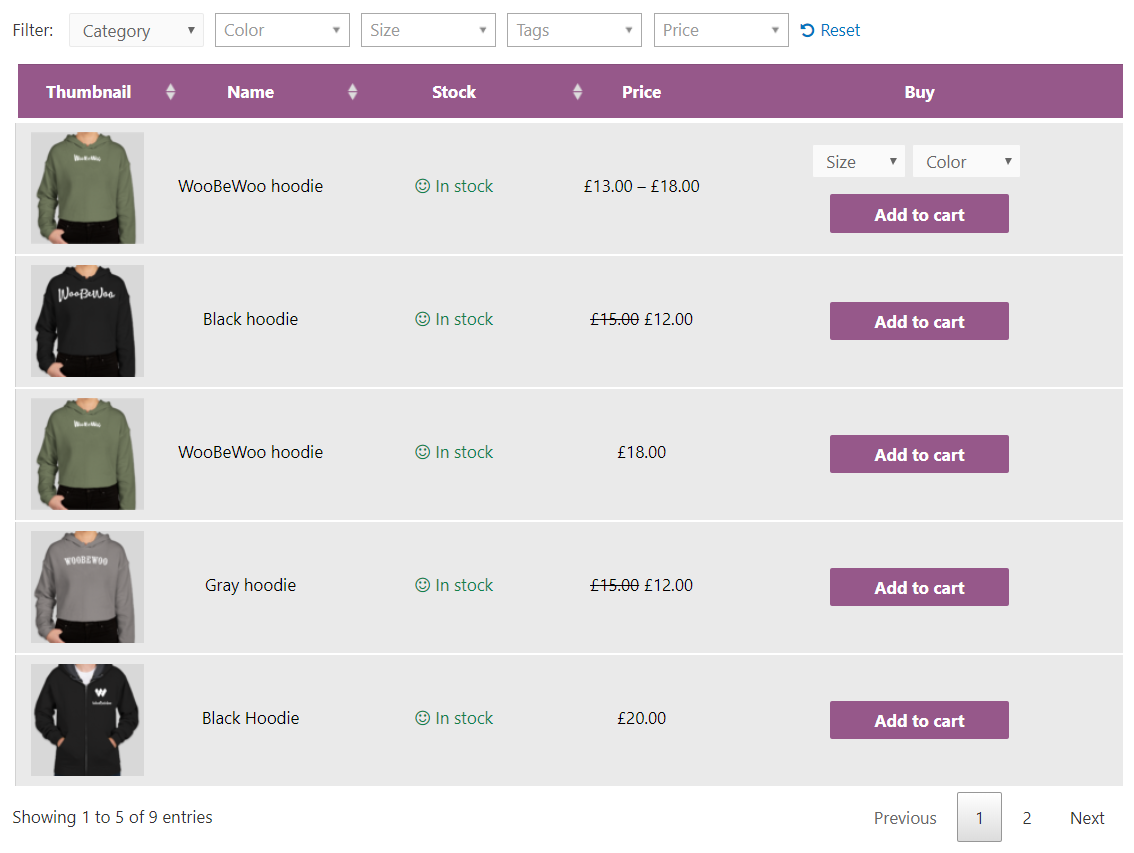 Filter: Category Color Size Tags Price Reset
Thumbnail Name Stock Price Buy
Size Color
WooBeWoo
WooBeWoo hoodie In stock £13.00 – £18.00
Add to cart
WooBeWoo
Black hoodie In stock £15.00 £12.00 Add to cart
WooBeWoo
WooBeWoo hoodie In stock £18.00 Add to cart
WOOBEWOO
Gray hoodie In stock £15.00 £12.00 Add to cart
W
Black Hoodie In stock £20.00 Add to cart
Showing 1 to 5 of 9 entries Previous 1 2 Next